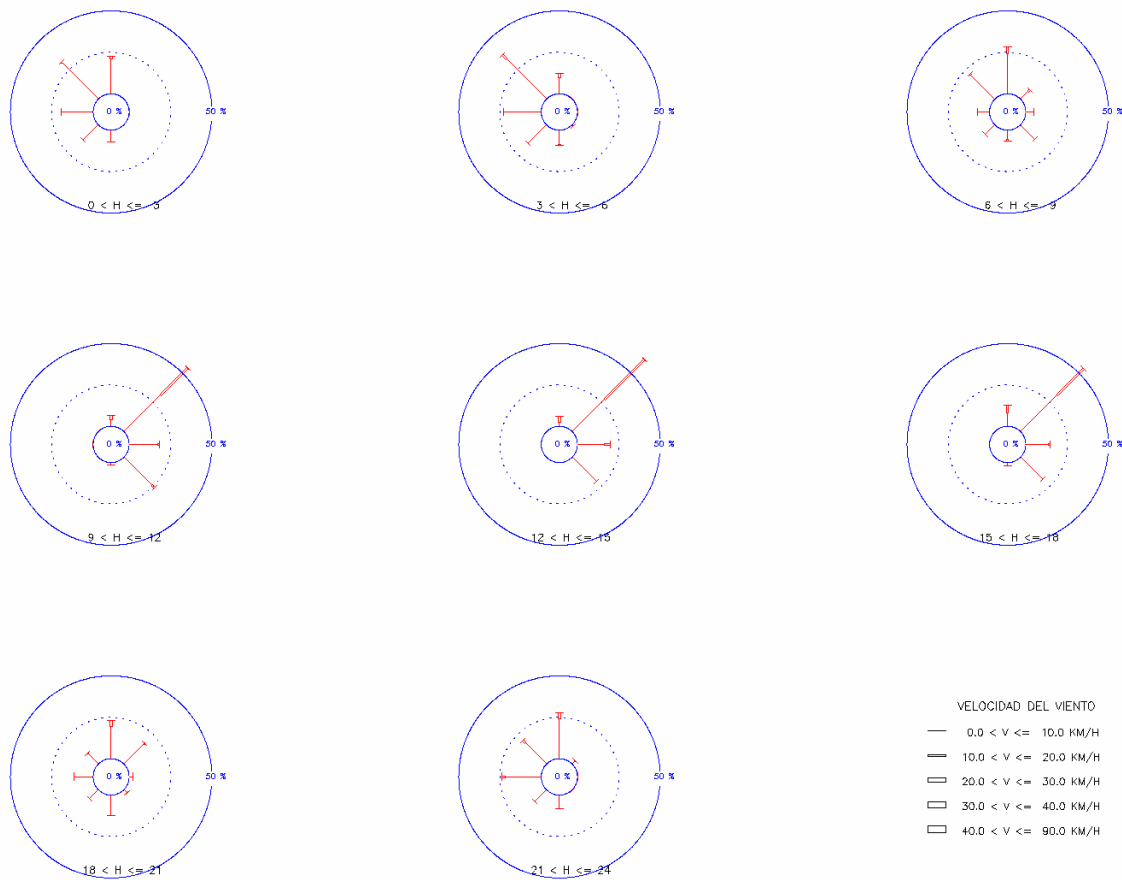 0 % 50 %
0 < H <= 3
0 % 50 %
3 < H <= 6
0 % 50 %
6 < H <= 9
0 % 50 %
9 < H <= 12
0 % 50 %
12 < H <= 15
0 % 50 %
15 < H <= 18
0 % 50 %
18 < H <= 21
0 % 50 %
21 < H <= 24
VELOCIDAD DEL VIENTO
0.0 < V <= 10.0 KM/H
10.0 < V <= 20.0 KM/H
20.0 < V <= 30.0 KM/H
30.0 < V <= 40.0 KM/H
40.0 < V <= 90.0 KM/H